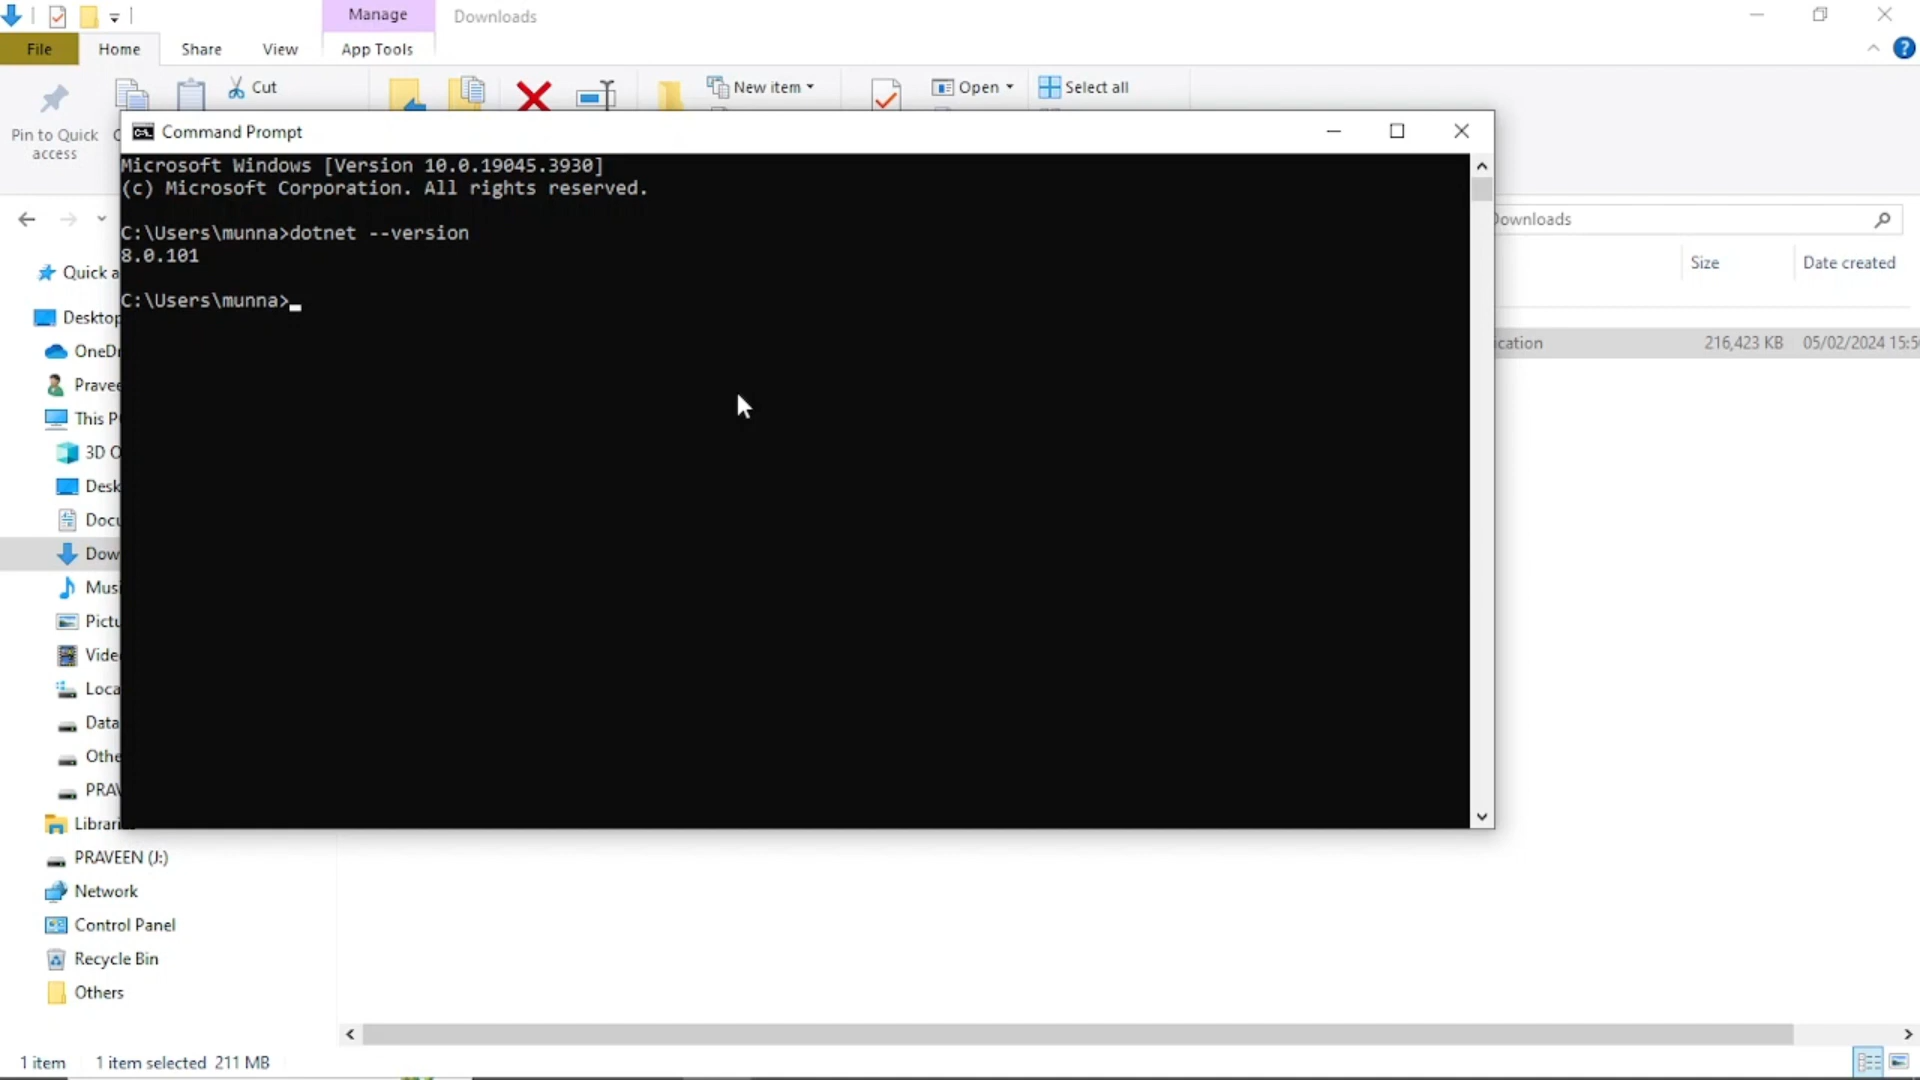 Manage
Downloads
File
Home
Share
View
App Tools
Cut
New item
Open
Select all
Pin to Quick
access
Command Prompt
Microsoft Windows [Version 10.0.19045.3930]
(c) Microsoft Corporation. All rights reserved.
C:\Users\munna>dotnet --version
8.0.101
C:\Users\munna>
Downloads
Size
Date created
ication
216,423 KB
05/02/2024 15:5
Quick a
Desktop
OneDr
Pravee
This P
3D O
Desk
Docu
Dow
Musi
Pictu
Vide
Loca
Data
Othe
PRAV
Librari
PRAVEEN (J:)
Network
Control Panel
Recycle Bin
Others
1 item
1 item selected 211 MB